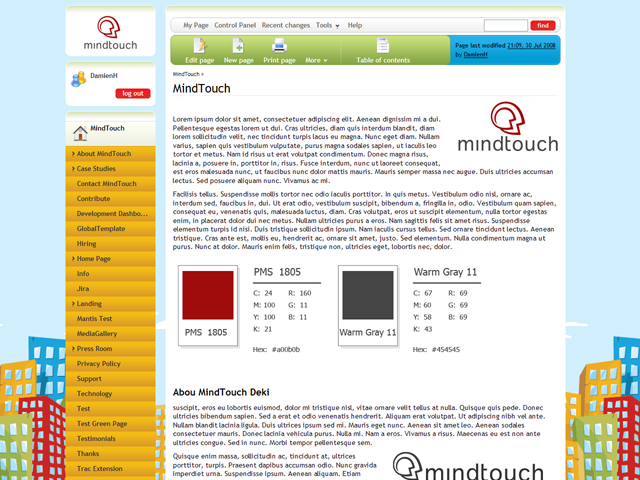 mindtouch
DamienH
log out
MindTouch
About MindTouch
Case Studies
Contact MindTouch
Contribute
Development Dashbo...
GlobalTemplate
Hiring
Home Page
Info
Jira
Landing
Mantis Test
MediaGallery
Press Room
Privacy Policy
Support
Technology
Test
Test Green Page
Testimonials
Thanks
Trac Extension
My Page Control Panel Recent changes Tools Help
find
Edit page New page Print page More Table of contents
Page last modified 21:09, 30 Jul 2008
by DamienH
MindTouch »
MindTouch
mindtouch
Lorem ipsum dolor sit amet, consectetuer adipiscing elit. Aenean dignissim mi a dui.
Pellentesque egestas lorem ut dui. Cras ultricies, diam quis interdum blandit, diam
lorem sollicitudin velit, nec tincidunt turpis lacus eu magna. Nunc eget diam. Nullam
varius, sapien quis vestibulum vulputate, purus magna sodales sapien, ut iaculis leo
tortor et metus. Nam id risus ut erat volutpat condimentum. Donec magna risus,
lacinia a, posuere in, porttitor in, risus. Fusce interdum, nunc ut laoreet consequat,
est eros malesuada nunc, ut faucibus nunc dolor mattis mauris. Mauris semper massa nec augue. Duis ultricies accumsan
lectus. Sed posuere aliquam nunc. Vivamus ac mi.
Facilisis tellus. Suspendisse mollis tortor nec odio iaculis porttitor. In quis metus. Vestibulum odio nisl, ornare ac,
interdum sed, faucibus in, dui. Ut erat odio, vestibulum suscipit, bibendum a, fringilla in, odio. Vestibulum quam sapien,
consequat eu, venenatis quis, malesuada luctus, diam. Cras volutpat, eros ut suscipit elementum, nulla tortor egestas
enim, in placerat dolor dui nec metus. Nullam ultricies purus a eros. Nam sagittis felis sit amet risus. Suspendisse
elementum turpis id nisi. Duis tristique sollicitudin ipsum. Nam iaculis cursus tellus. Sed ornare tincidunt lectus. Aenean
tristique. Cras ante est, mollis eu, hendrerit ac, ornare sit amet, justo. Sed elementum. Nulla condimentum magna ut
purus. Nunc at dolor. Mauris enim felis, tristique non, ultricies eget, lobortis nec, dolor.
PMS 1805
PMS 1805
C: 24 R: 160
M: 100 G: 11
Y: 100 B: 11
K: 21
Hex: #a00b0b
Warm Gray 11
Warm Gray 11
C: 67 R: 69
M: 60 G: 69
Y: 58 B: 69
K: 43
Hex: #454545
Abou MindTouch Deki
suscipit, eros eu lobortis euismod, dolor mi tristique nisl, vitae ornare velit tellus at nulla. Quisque quis pede. Donec
ultricies bibendum sapien. Sed a erat et odio venenatis hendrerit. Aliquam erat volutpat. Ut adipiscing nibh vel ante.
Nullam blandit lacinia ligula. Duis ultrices ipsum sed mi. Mauris eget nunc. Aenean sit amet leo. Aenean sodales
consectetuer mauris. Donec lacinia vehicula purus. Nulla mi. Nam a eros. Vivamus a risus. Maecenas eu est non ante
ultricies congue. Sed in nunc. Morbi tempor pellentesque sem.
Quisque enim massa, sollicitudin ac, tincidunt at, ultrices
porttitor, turpis. Praesent dapibus accumsan odio. Nunc gravida
imperdiet urna. Suspendisse aliquam. Etiam
mindtouch